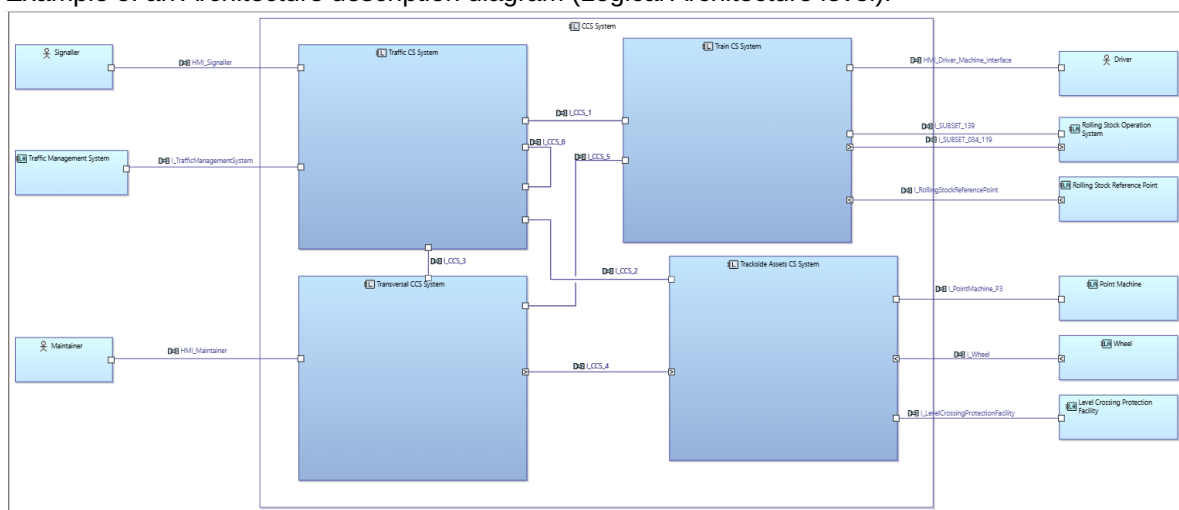 Example of an Architecture description diagram (Logical Architecture level):
CCS System
Signaller
HMI_Signaller
Traffic CS System
Train CS System
HMI_Driver_Machine_Interface
Driver
I_CCS_1
I_SUBSET_139
Rolling Stock Operation
System
I_CCS_6
I_SUBSET_034_119
Traffic Management System
I_TrafficManagementSystem
I_CCS_5
I_RollingStockReferencePoint
Rolling Stock Reference Point
I_CCS_3
I_CCS_2
Trackside Assets CS System
Transversal CCS System
I_PointMachine_P3
Point Machine
Maintainer
HMI_Maintainer
I_CCS_4
I_Wheel
Wheel
I_LevelCrossingProtectionFacility
Level Crossing Protection
Facility